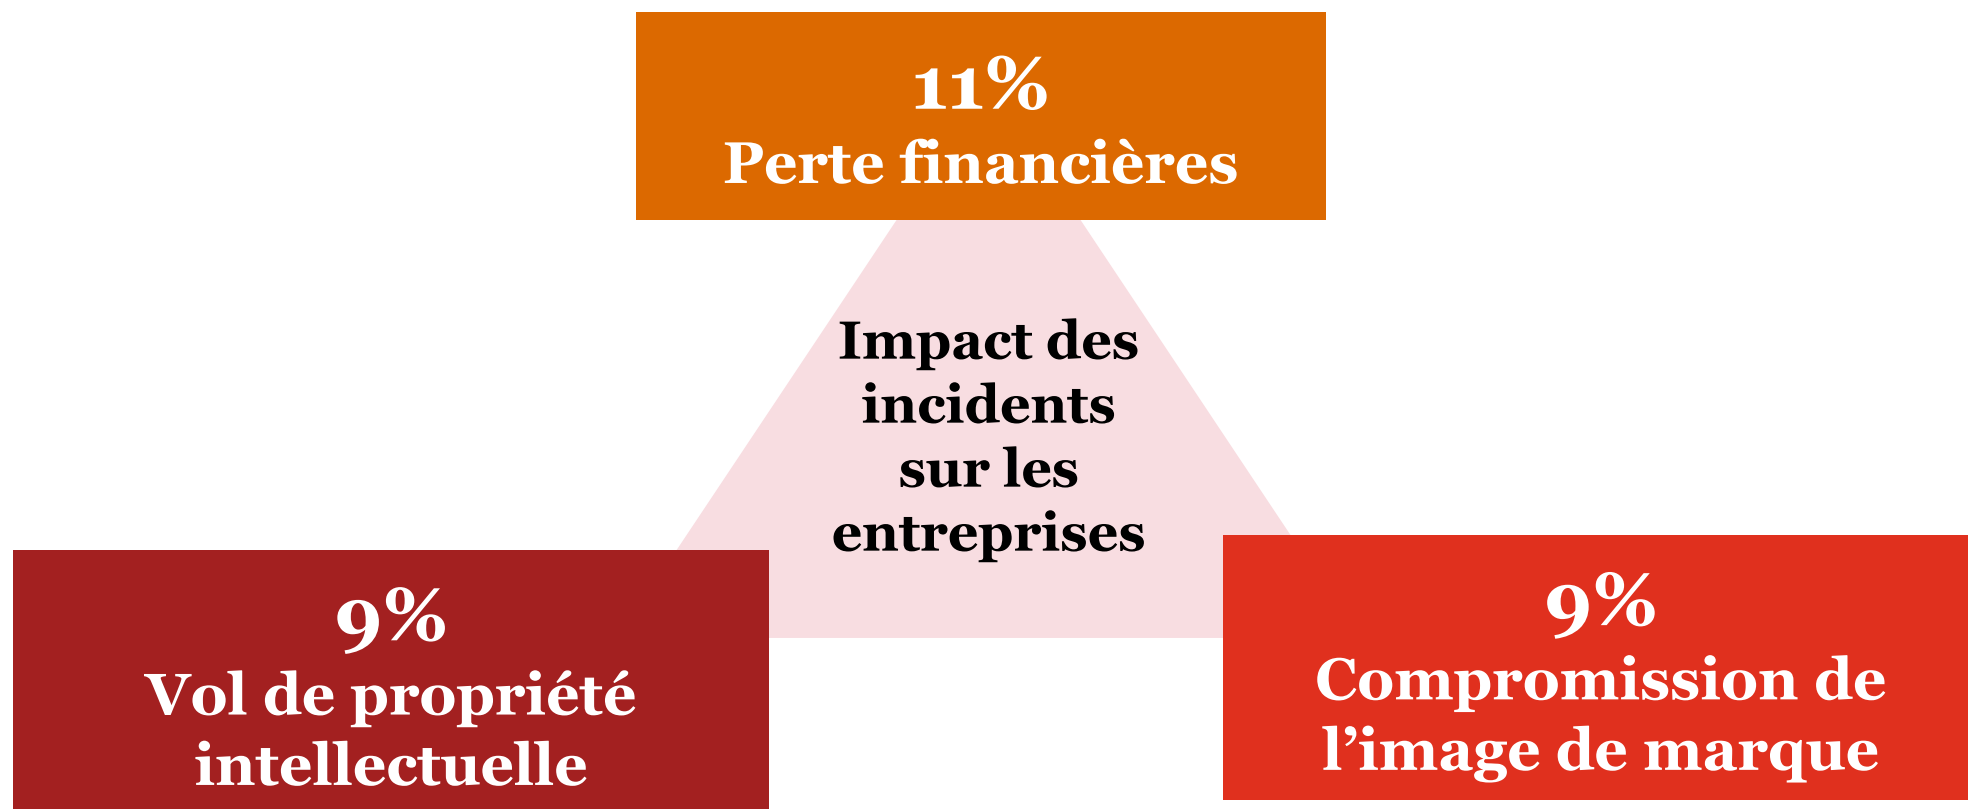 11%
Perte financières
Impact des
incidents
sur les
entreprises
9%
Vol de propriété
intellectuelle
9%
Compromission de
l’image de marque